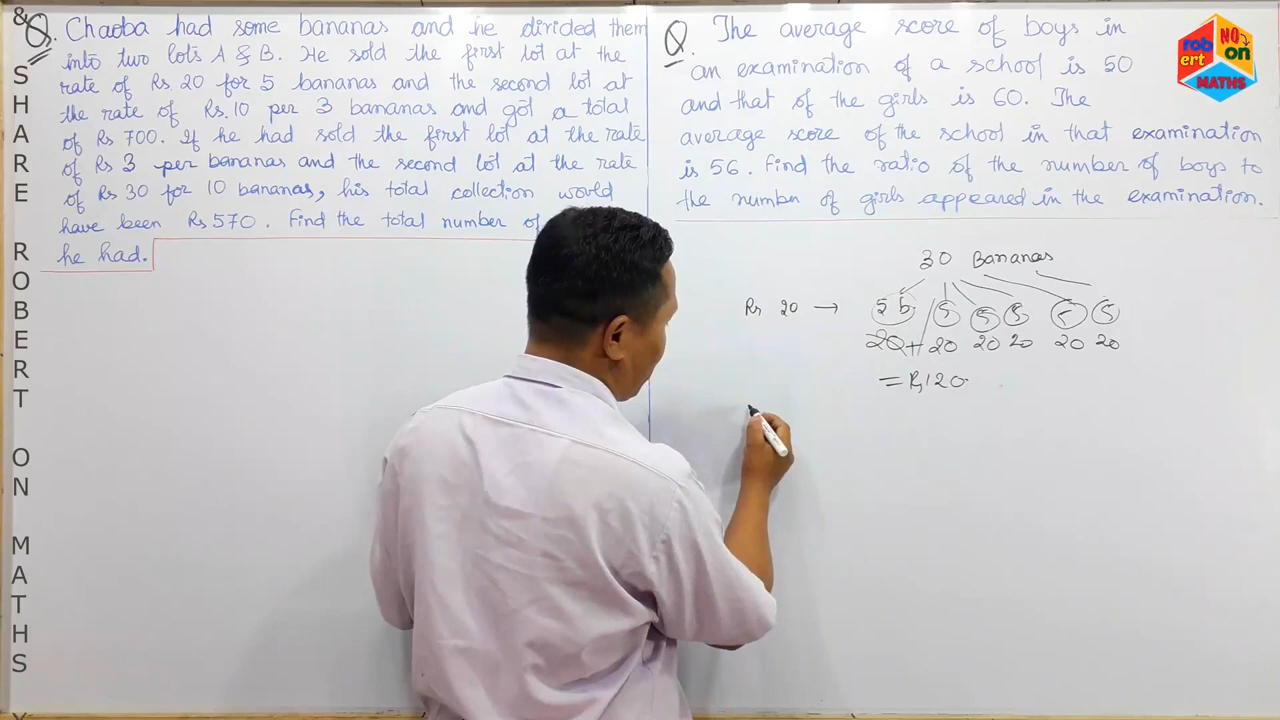 & SHARE ROBERT ON MATHS
Q. Chaoba had some bananas and he divided them
into two lots A & B. He sold the first lot at the
rate of Rs. 20 for 5 bananas and the second lot at
the rate of Rs. 10 per 3 bananas and got a total
of Rs 700. If he had sold the first lot at the rate
of Rs 3 per bananas and the second lot at the rate
of Rs 30 for 10 bananas, his total collection would
have been Rs 570. Find the total number of
he had.
Q. The average score of boys in
an examination of a school is 50
and that of the girls is 60. The
average score of the school in that examination
is 56. Find the ratio of the number of boys to
the number of girls appeared in the examination.
robert NO on MATHS
30 Bananas
Rs 20 → 5 5 5 5 5 5
20 + 20 20 20 20 20
= Rs 120